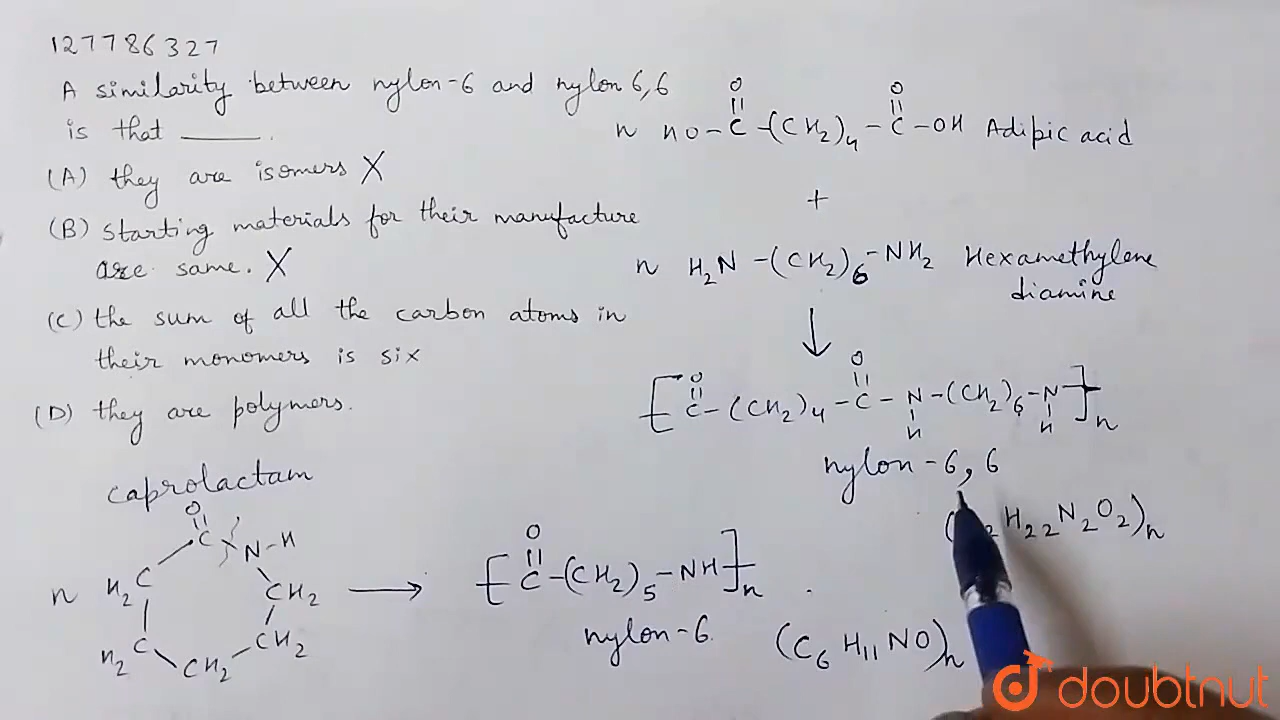 127786327
A similarity between nylon-6 and nylon 6,6
is that ______.
(A) they are isomers X
(B) starting materials for their manufacture
are same. X
(C) the sum of all the carbon atoms in
their monomers is six
(D) they are polymers.
O O
|| ||
n HO-C-(CH2)4-C-OH Adipic acid
+
n H2N-(CH2)6-NH2 Hexamethylene
diamine
↓
O O
|| ||
[C-(CH2)4-C-N-(CH2)6-N]n
H H
nylon-6,6
H22N2O2)n
caprolactam
O
||
C
N-H
n H2C
CH2
H2C
CH2
CH2
→
O
||
[C-(CH2)5-NH]n
nylon-6.
(C6H11NO)n
doubtnut